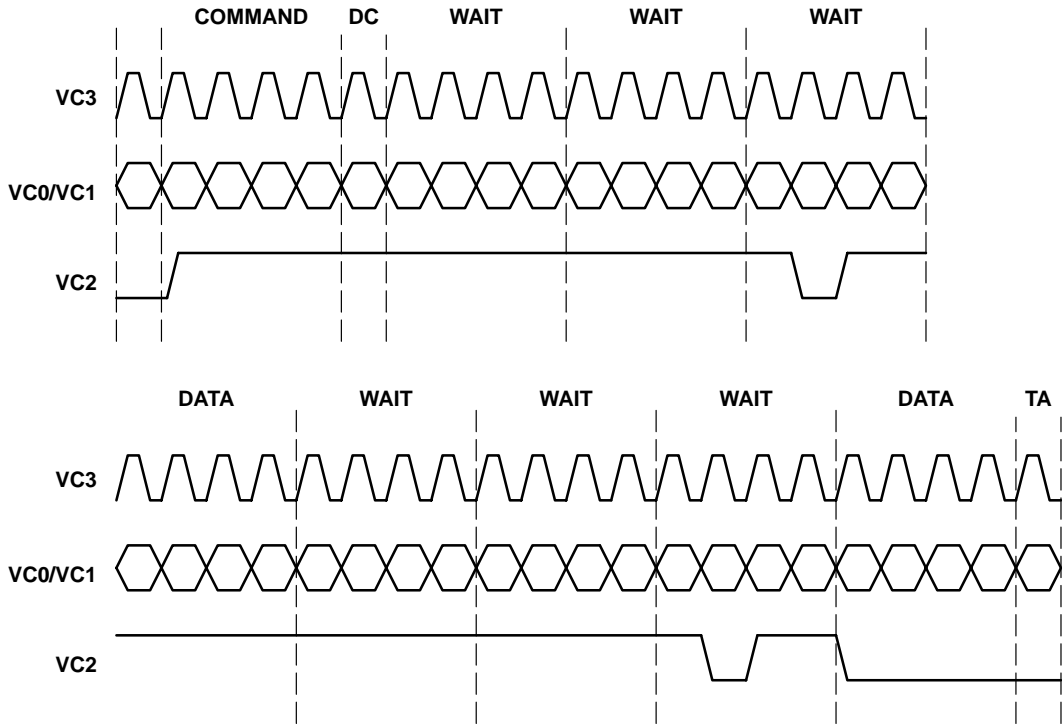 COMMAND DC WAIT WAIT WAIT
VC3
VC0/VC1
VC2
DATA WAIT WAIT WAIT DATA TA
VC3
VC0/VC1
VC2